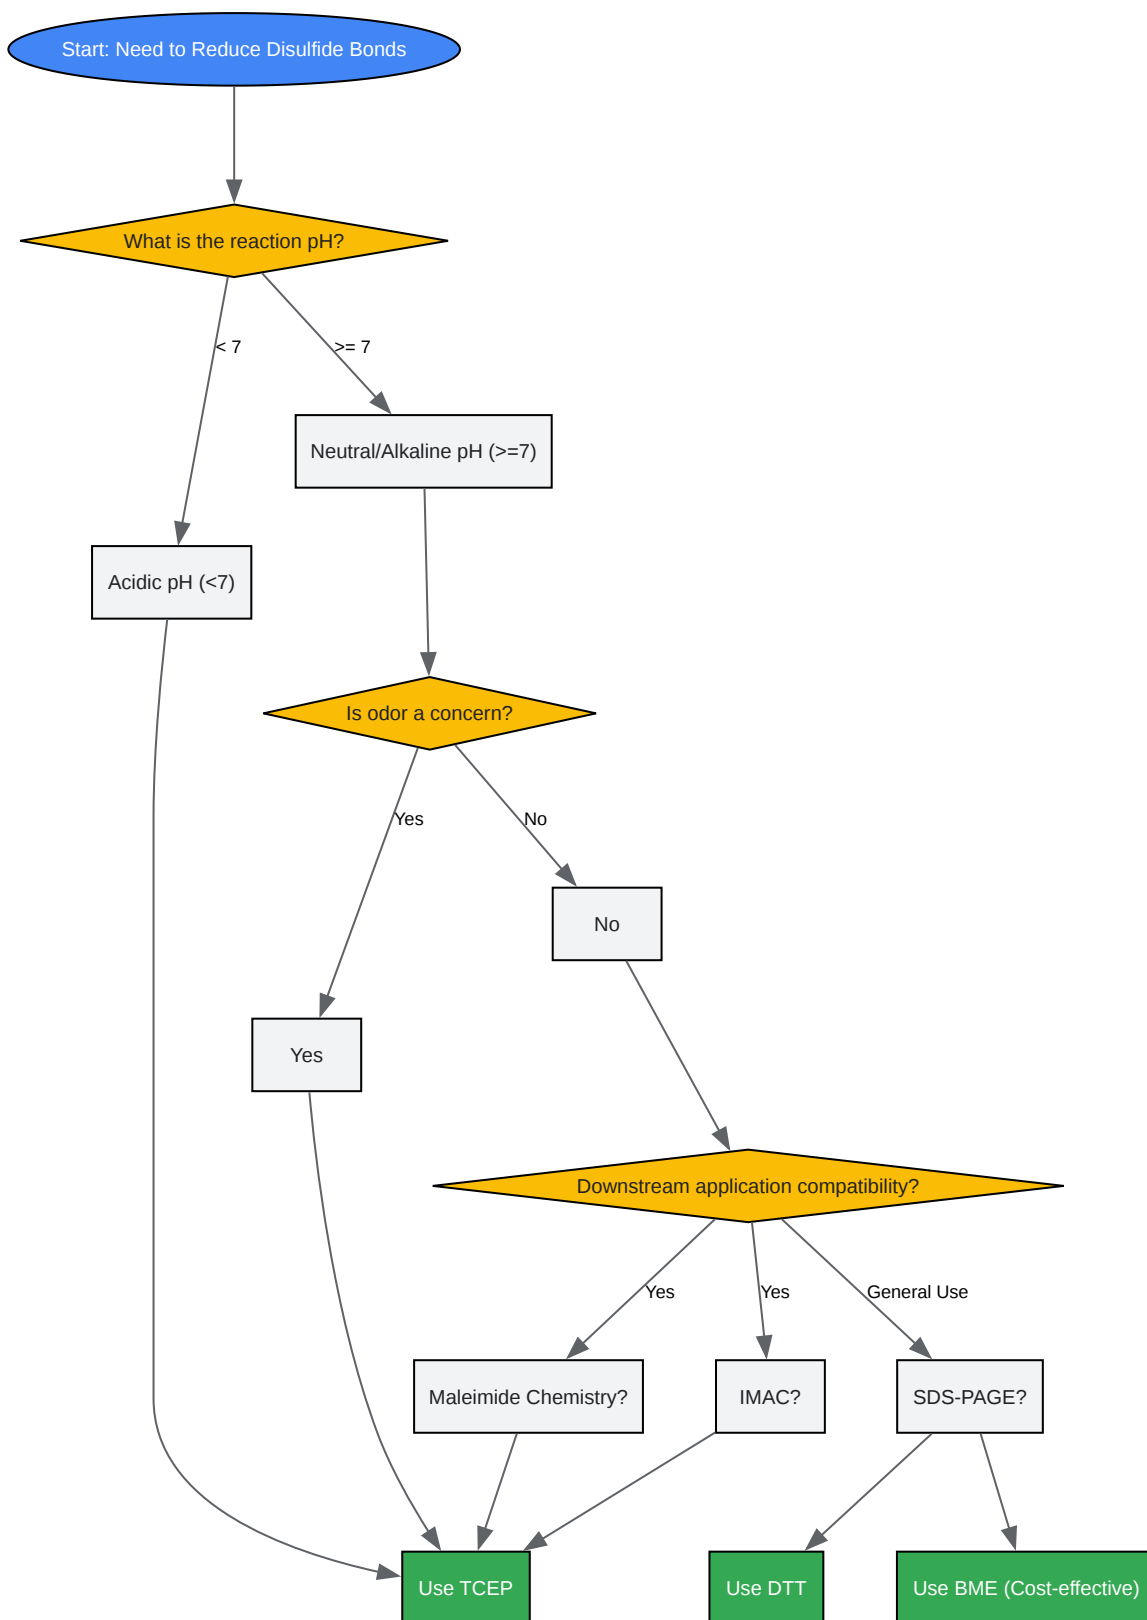 Start: Need to Reduce Disulfide Bonds
What is the reaction pH?
< 7
>= 7
Neutral/Alkaline pH (>=7)
Acidic pH (<7)
Is odor a concern?
Yes
No
No
Yes
Downstream application compatibility?
Yes
Yes
General Use
Maleimide Chemistry?
IMAC?
SDS-PAGE?
Use TCEP
Use DTT
Use BME (Cost-effective)